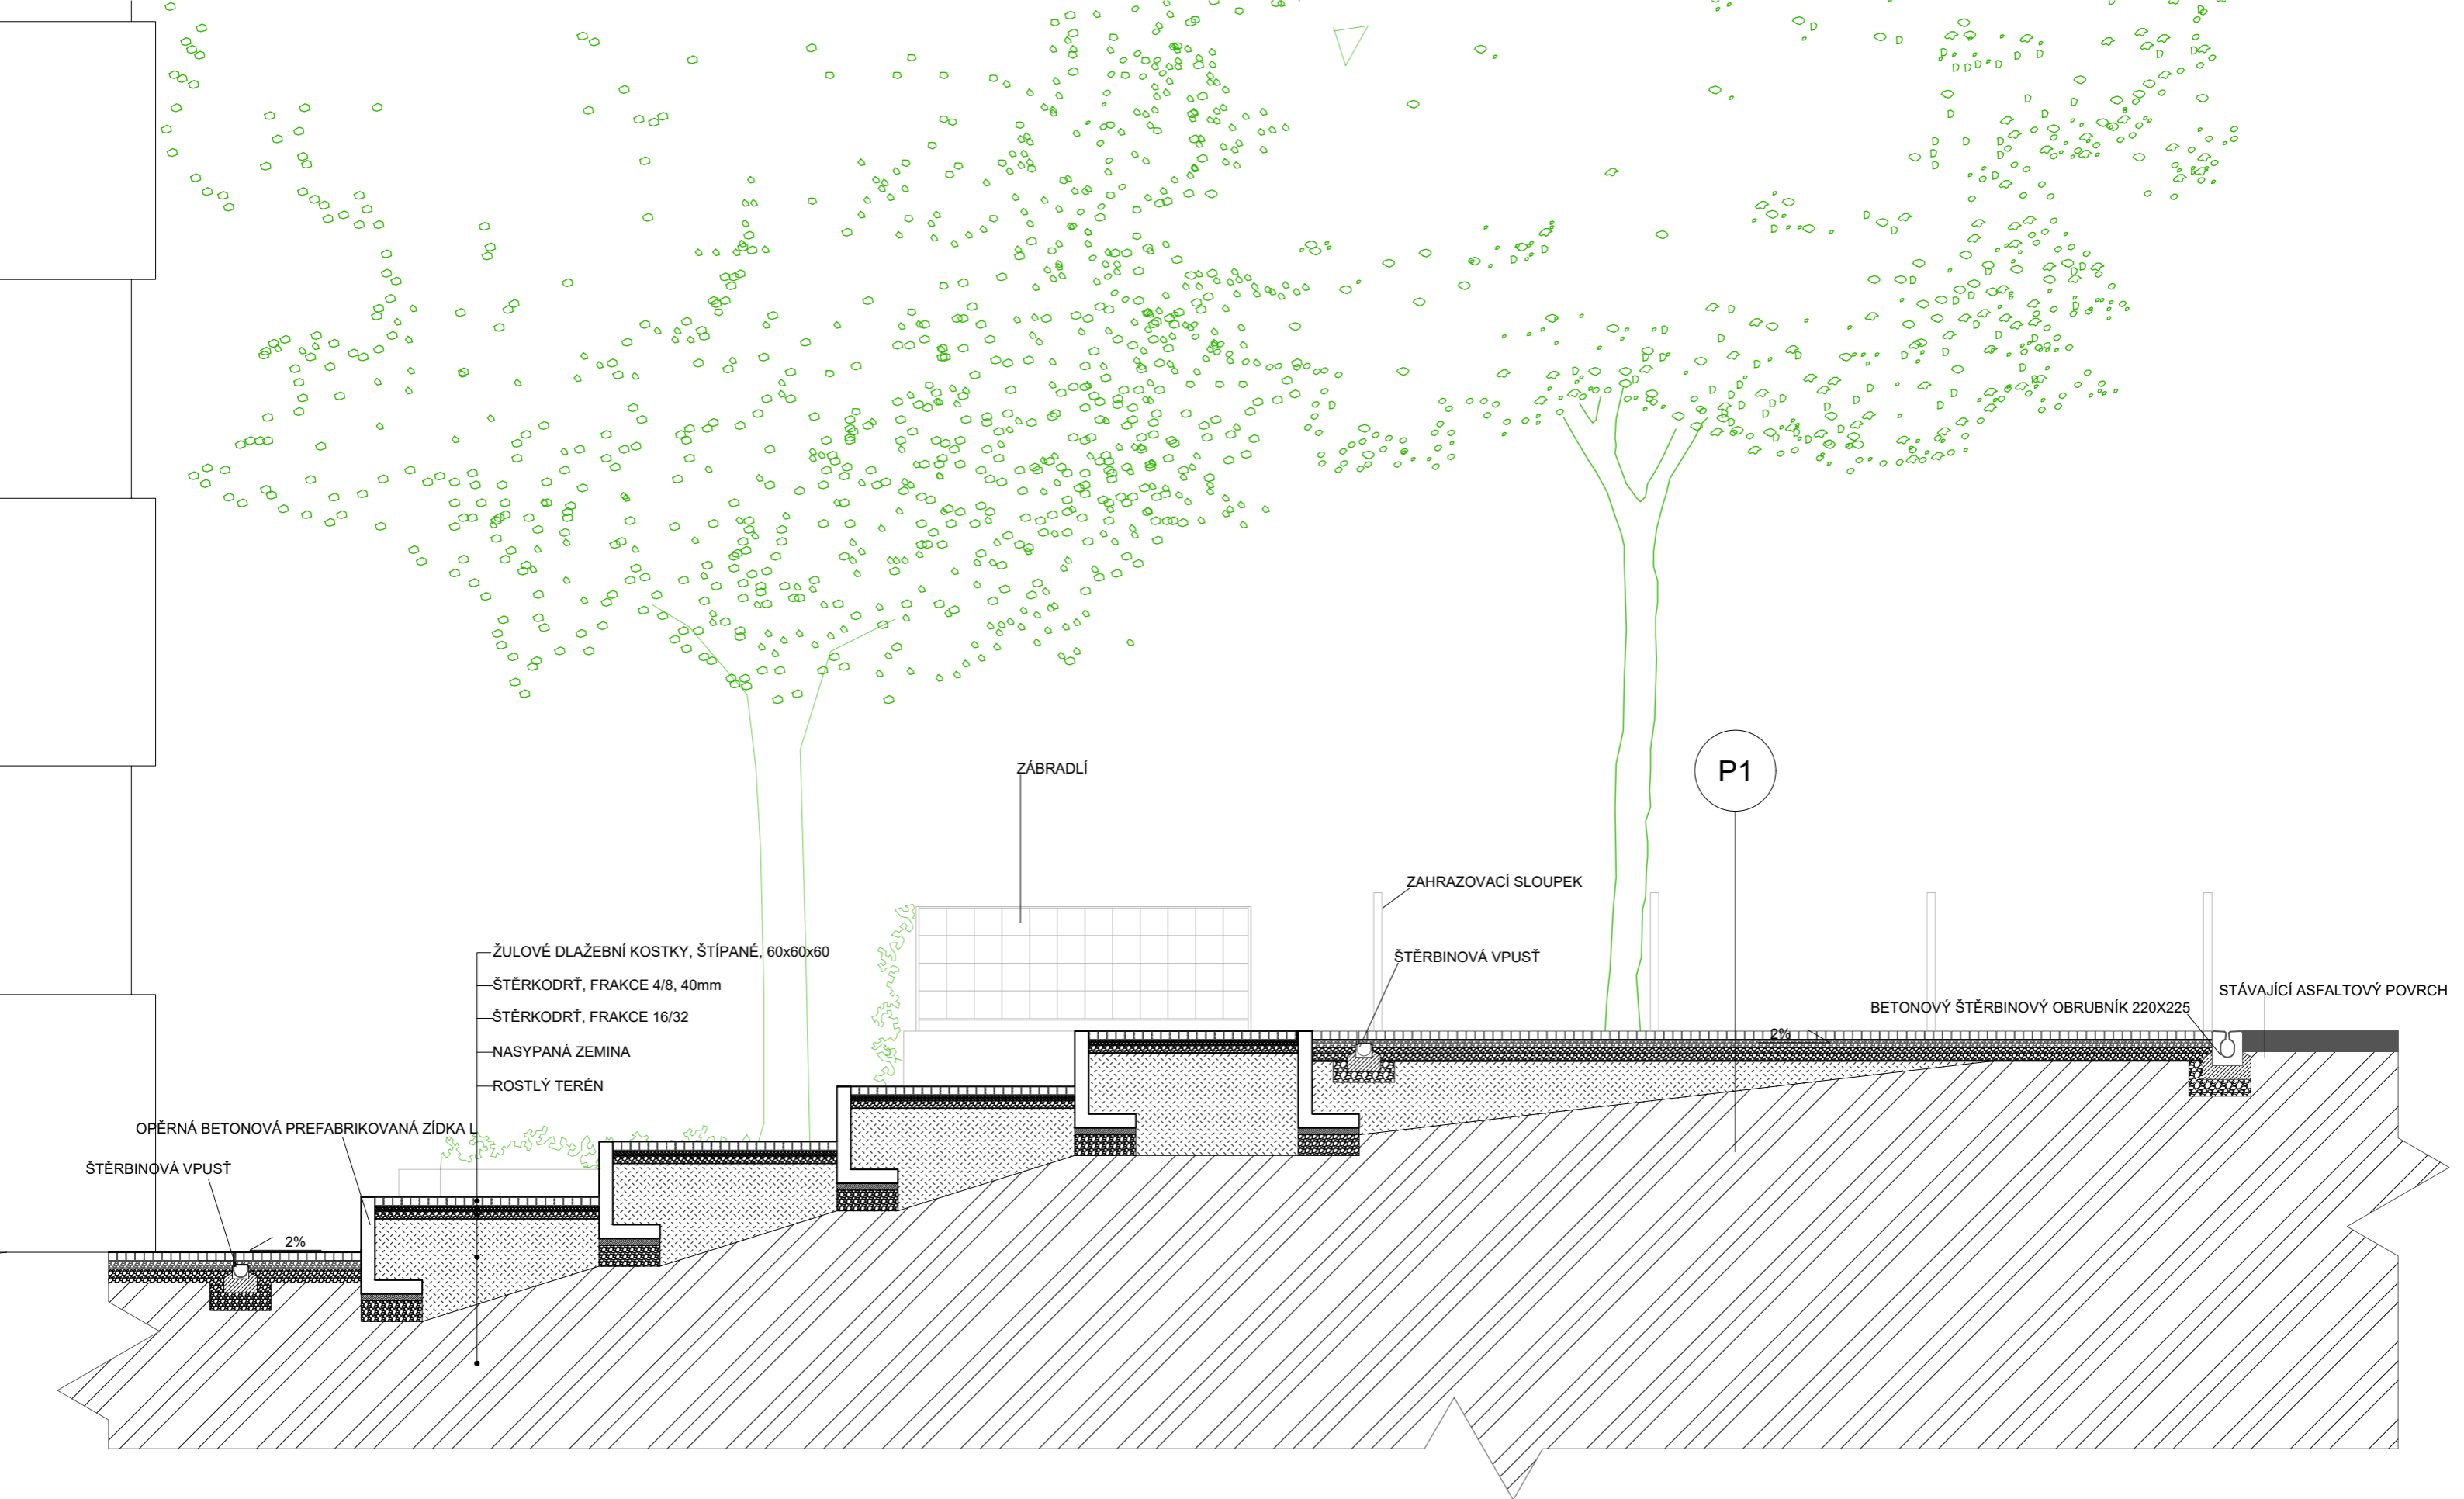 P1
ZÁBRADLÍ
ZAHRAZOVACÍ SLOUPEK
ŠTĚRBINOVÁ VPUSŤ
ŽULOVÉ DLAŽEBNÍ KOSTKY, ŠTÍPANÉ, 60x60x60
ŠTĚRKODRŤ, FRAKCE 4/8, 40mm
ŠTĚRKODRŤ, FRAKCE 16/32
NASYPANÁ ZEMINA
ROSTLÝ TERÉN
STÁVAJÍCÍ ASFALTOVÝ POVRCH
BETONOVÝ ŠTĚRBINOVÝ OBRUBNÍK 220X225
2%
OPĚRNÁ BETONOVÁ PREFABRIKOVANÁ ZÍDKA L
ŠTĚRBINOVÁ VPUSŤ
2%